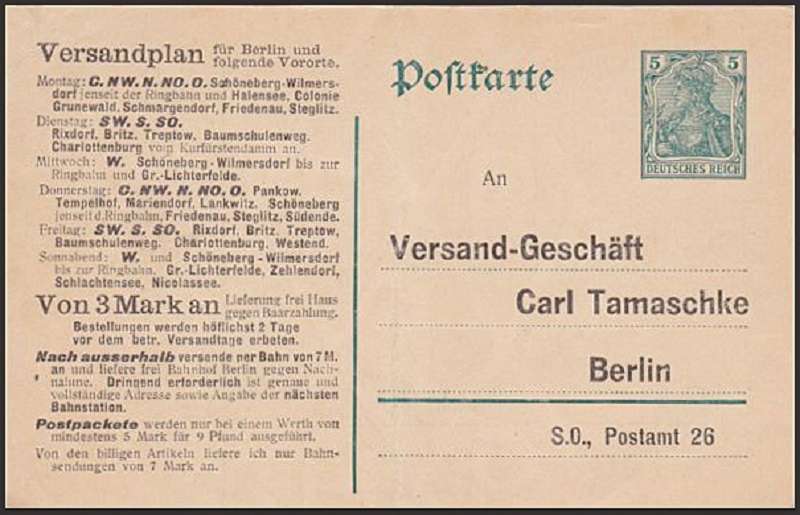 Versandplan für Berlin und
folgende Vororte.
Montag: C. NW. N. NO. O. Schöneberg-Wilmers-
dorf jenseit der Ringbahn und Halensee, Colonie
Grunewald, Schmargendorf, Friedenau, Steglitz.
Dienstag: SW. S. SO.
Rixdorf, Britz, Treptow, Baumschulenweg.
Charlottenburg vom Kurfürstendamm an.
Mittwoch: W. Schöneberg-Wilmersdorf bis zur
Ringbahn und Gr.-Lichterfelde.
Donnerstag: C. NW. N. NO. O. Pankow.
Tempelhof, Mariendorf, Lankwitz. Schöneberg
jenseit d. Ringbahn, Friedenau, Steglitz, Südende.
Freitag: SW. S. SO. Rixdorf, Britz, Treptow,
Baumschulenweg. Charlottenburg, Westend.
Sonnabend: W. und Schöneberg-Wilmersdorf
bis zur Ringbahn. Gr.-Lichterfelde, Zehlendorf,
Schlachtensee, Nicolassee.
Von 3 Mark an Lieferung frei Haus
gegen Baarzahlung.
Bestellungen werden höflichst 2 Tage
vor dem betr. Versandtage erbeten.
Nach ausserhalb versende per Bahn von 7 M.
an und liefere frei Bahnhof Berlin gegen Nach-
nahme. Dringend erforderlich ist genaue und
vollständige Adresse sowie Angabe der nächsten
Bahnstation.
Postpackete werden nur bei einem Werth von
mindestens 5 Mark für 9 Pfund ausgeführt.
Von den billigen Artikeln liefere ich nur Bahn-
sendungen von 7 Mark an.
Postkarte
5 5
DEUTSCHES REICH
An
Versand-Geschäft
Carl Tamaschke
Berlin
S.O., Postamt 26